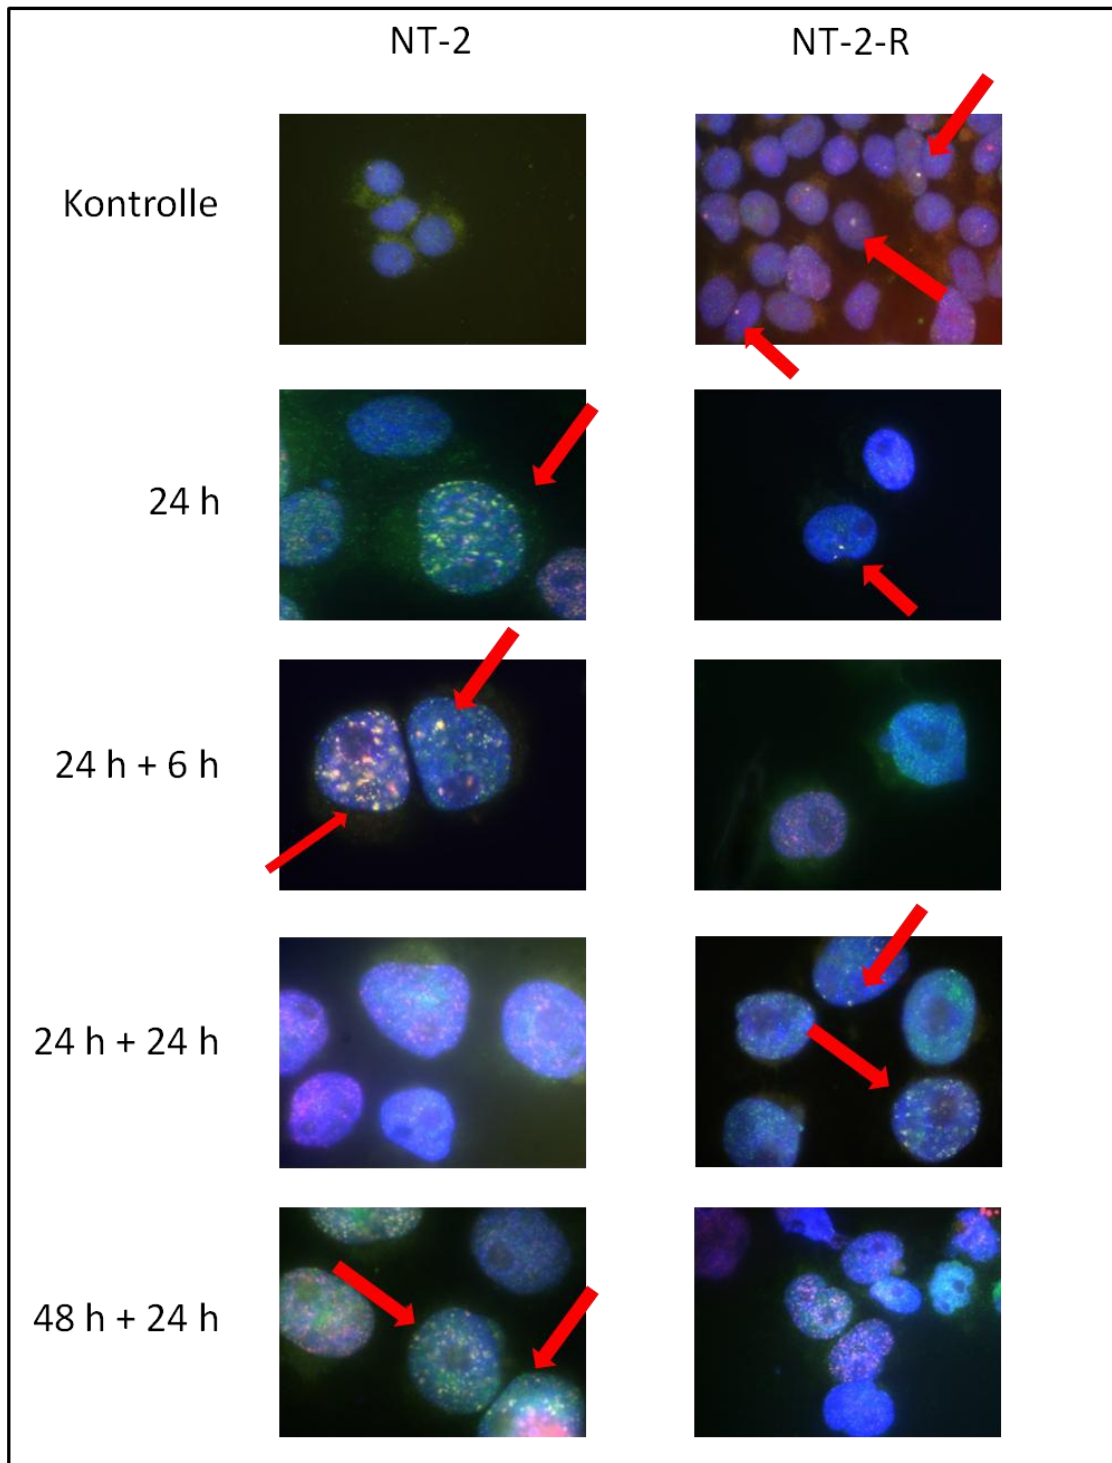 NT-2 NT-2-R
Kontrolle
24 h
24 h + 6 h
24 h + 24 h
48 h + 24 h